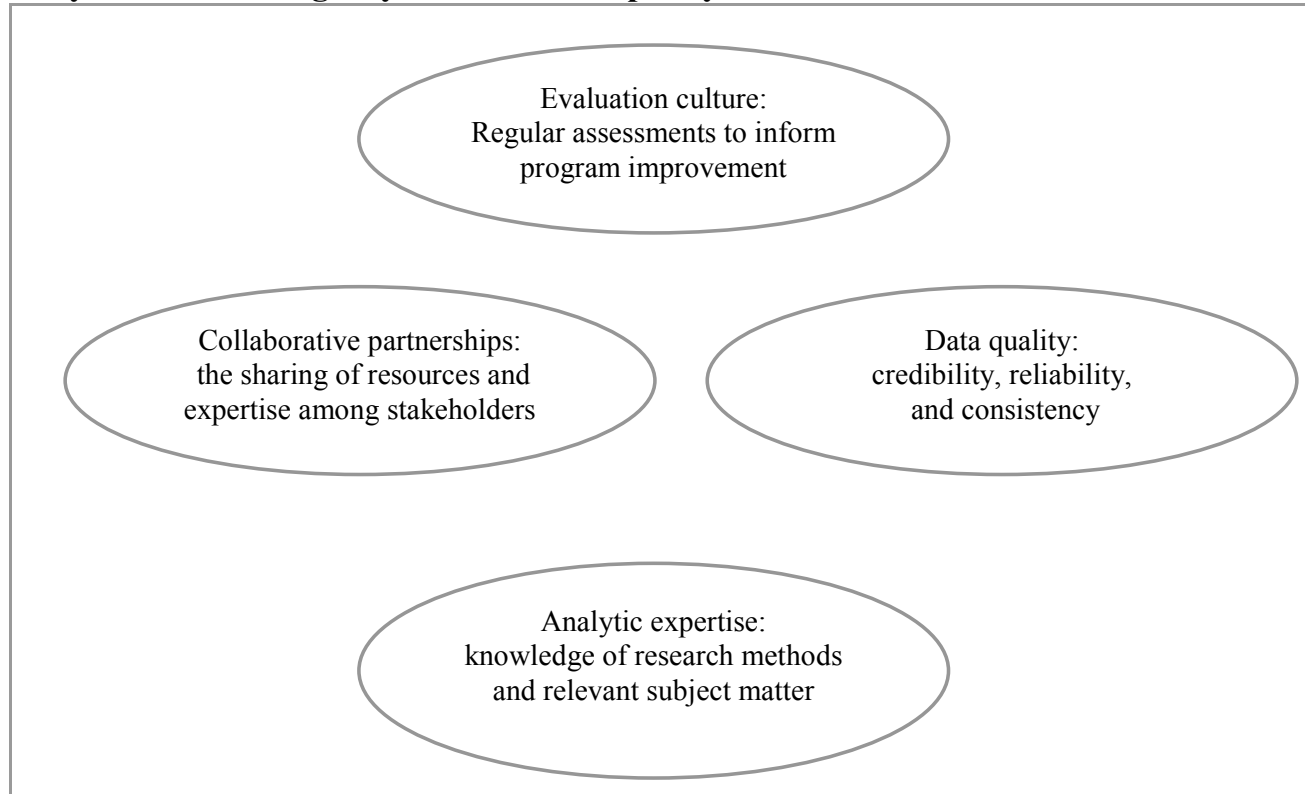 Evaluation culture:
Regular assessments to inform
program improvement
Collaborative partnerships:
the sharing of resources and
expertise among stakeholders
Data quality:
credibility, reliability,
and consistency
Analytic expertise:
knowledge of research methods
and relevant subject matter